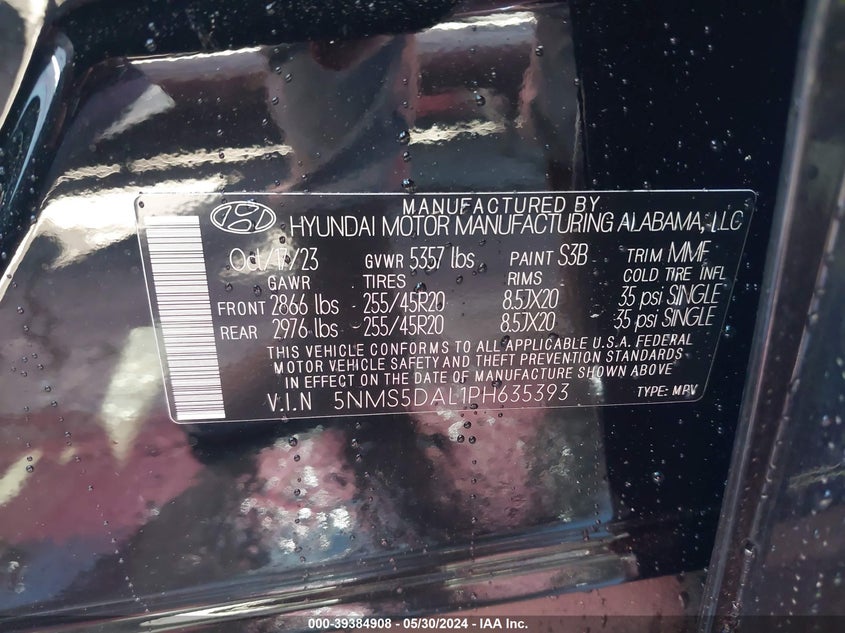 MANUFACTURED BY
HYUNDAI MOTOR MANUFACTURING ALABAMA, LLC
Oct/17/23 GVWR 5357 lbs PAINT S3B TRIM MMF
GAWR TIRES RIMS COLD TIRE INFL
FRONT 2866 lbs 255/45R20 8.5JX20 35 psi SINGLE
REAR 2976 lbs 255/45R20 8.5JX20 35 psi SINGLE
THIS VEHICLE CONFORMS TO ALL APPLICABLE U.S.A. FEDERAL
MOTOR VEHICLE SAFETY AND THEFT PREVENTION STANDARDS
IN EFFECT ON THE DATE OF MANUFACTURE SHOWN ABOVE
V.I.N 5NMS5DAL1PH635393 TYPE: MPV
000-39384908 - 05/30/2024 - IAA Inc.